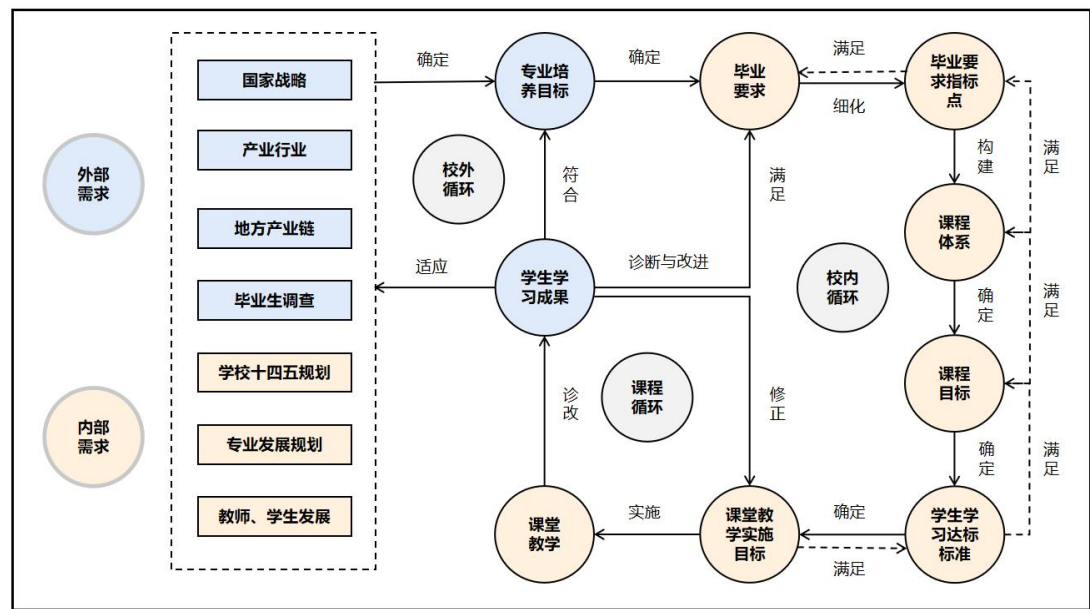 确定
专业培
养目标
确定
毕业
要求
满足
细化
毕业要
求指标
点
国家战略
产业行业
地方产业链
毕业生调查
学校十四五规划
专业发展规划
教师、学生发展
外部
需求
内部
需求
校外
循环
符
合
满
足
构
建
满
足
课程
体系
适应
学生学
习成果
诊断与改进
校内
循环
确
定
满
足
课程
目标
诊
改
课程
循环
修
正
确
定
满
足
课堂
教学
实施
课堂教
学实施
目标
确定
满足
学生学
习达标
标准